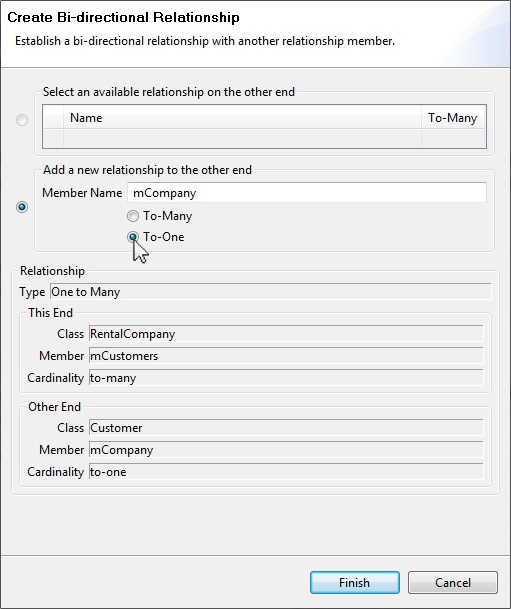 Create Bi-directional Relationship
Establish a bi-directional relationship with another relationship member.
Select an available relationship on the other end
Name To-Many
Add a new relationship to the other end
Member Name mCompany
To-Many
To-One
Relationship
Type One to Many
This End
Class RentalCompany
Member mCustomers
Cardinality to-many
Other End
Class Customer
Member mCompany
Cardinality to-one
Finish Cancel